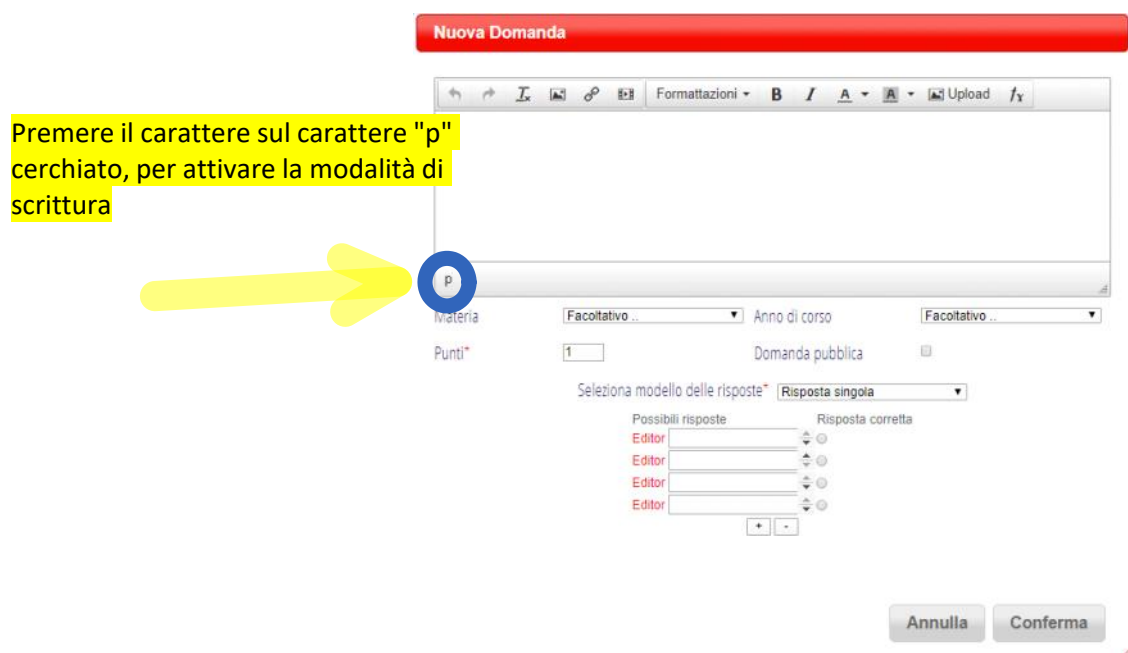 Nuova Domanda
Formattazioni B I A A Upload fx
Premere il carattere sul carattere "p"
cerchiato, per attivare la modalità di
scrittura
p
Materia Facoltativo .. Anno di corso Facoltativo ..
Punti* 1 Domanda pubblica
Seleziona modello delle risposte* Risposta singola
Possibili risposte Risposta corretta
Editor
Editor
Editor
Editor
+ -
Annulla Conferma